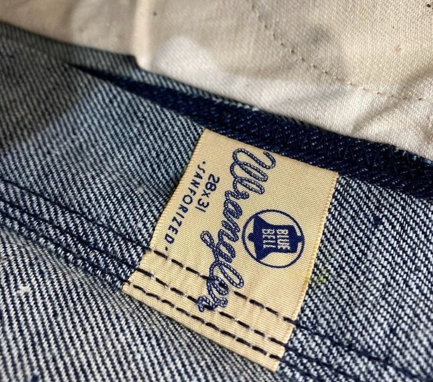 BLUE
BELL
Wrangler
28x31
·SANFORIZED·